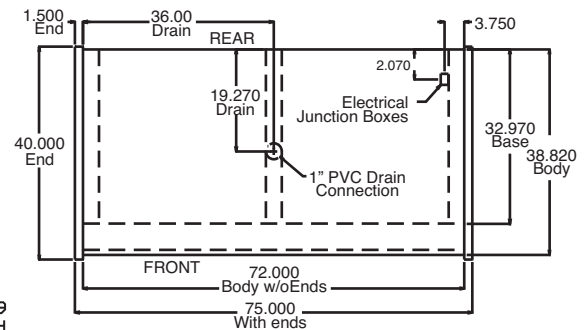 1.500
End
36.00
Drain
REAR
3.750
2.070
19.270
Drain
Electrical
Junction Boxes
40.000
End
32.970
Base
38.820
Body
1" PVC Drain
Connection
FRONT
72.000
Body w/oEnds
75.000
With ends